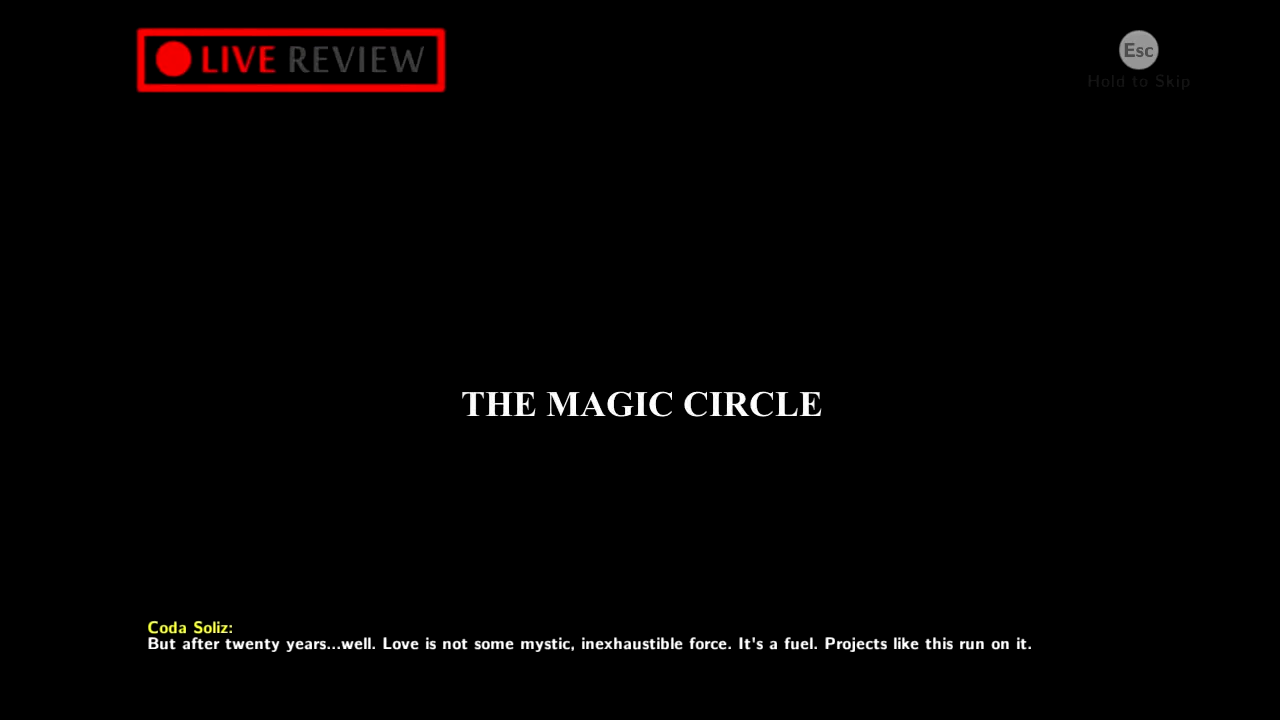 LIVE REVIEW
Esc
Hold to Skip
THE MAGIC CIRCLE
Coda Soliz:
But after twenty years...well. Love is not some mystic, inexhaustible force. It's a fuel. Projects like this run on it.